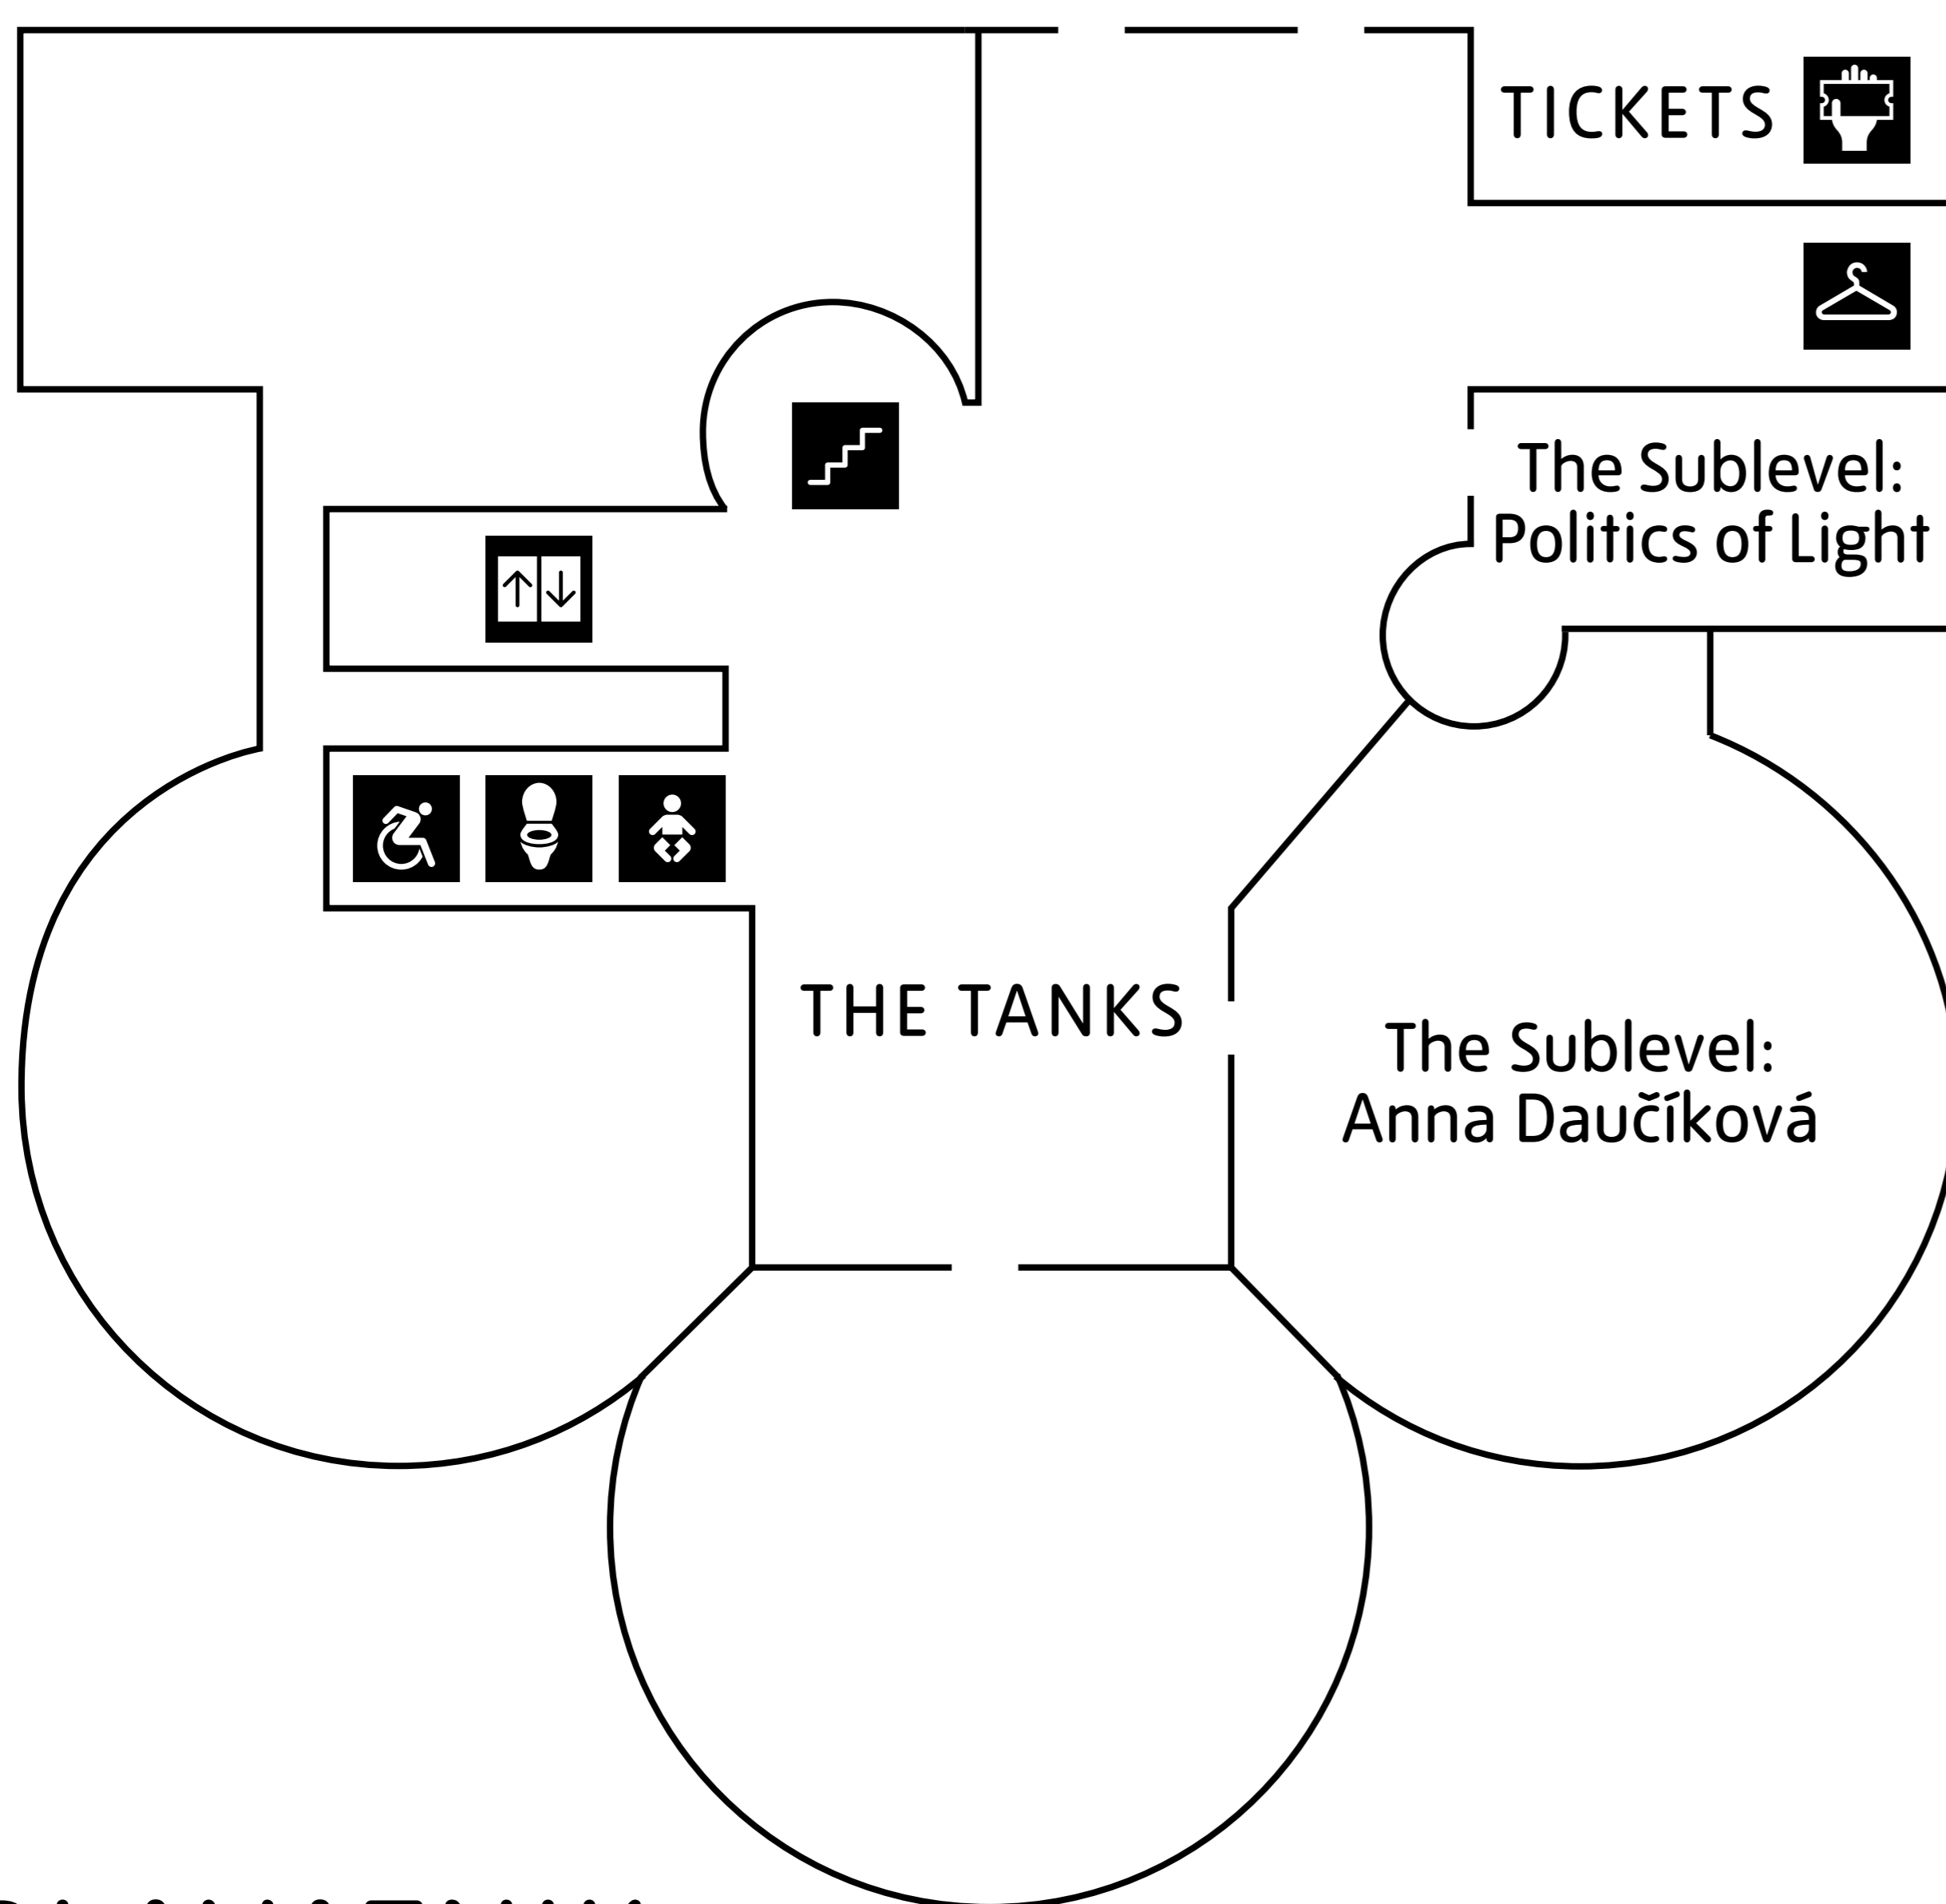 TICKETS
The Sublevel:
Politics of Light
THE TANKS
The Sublevel:
Anna Daučíková